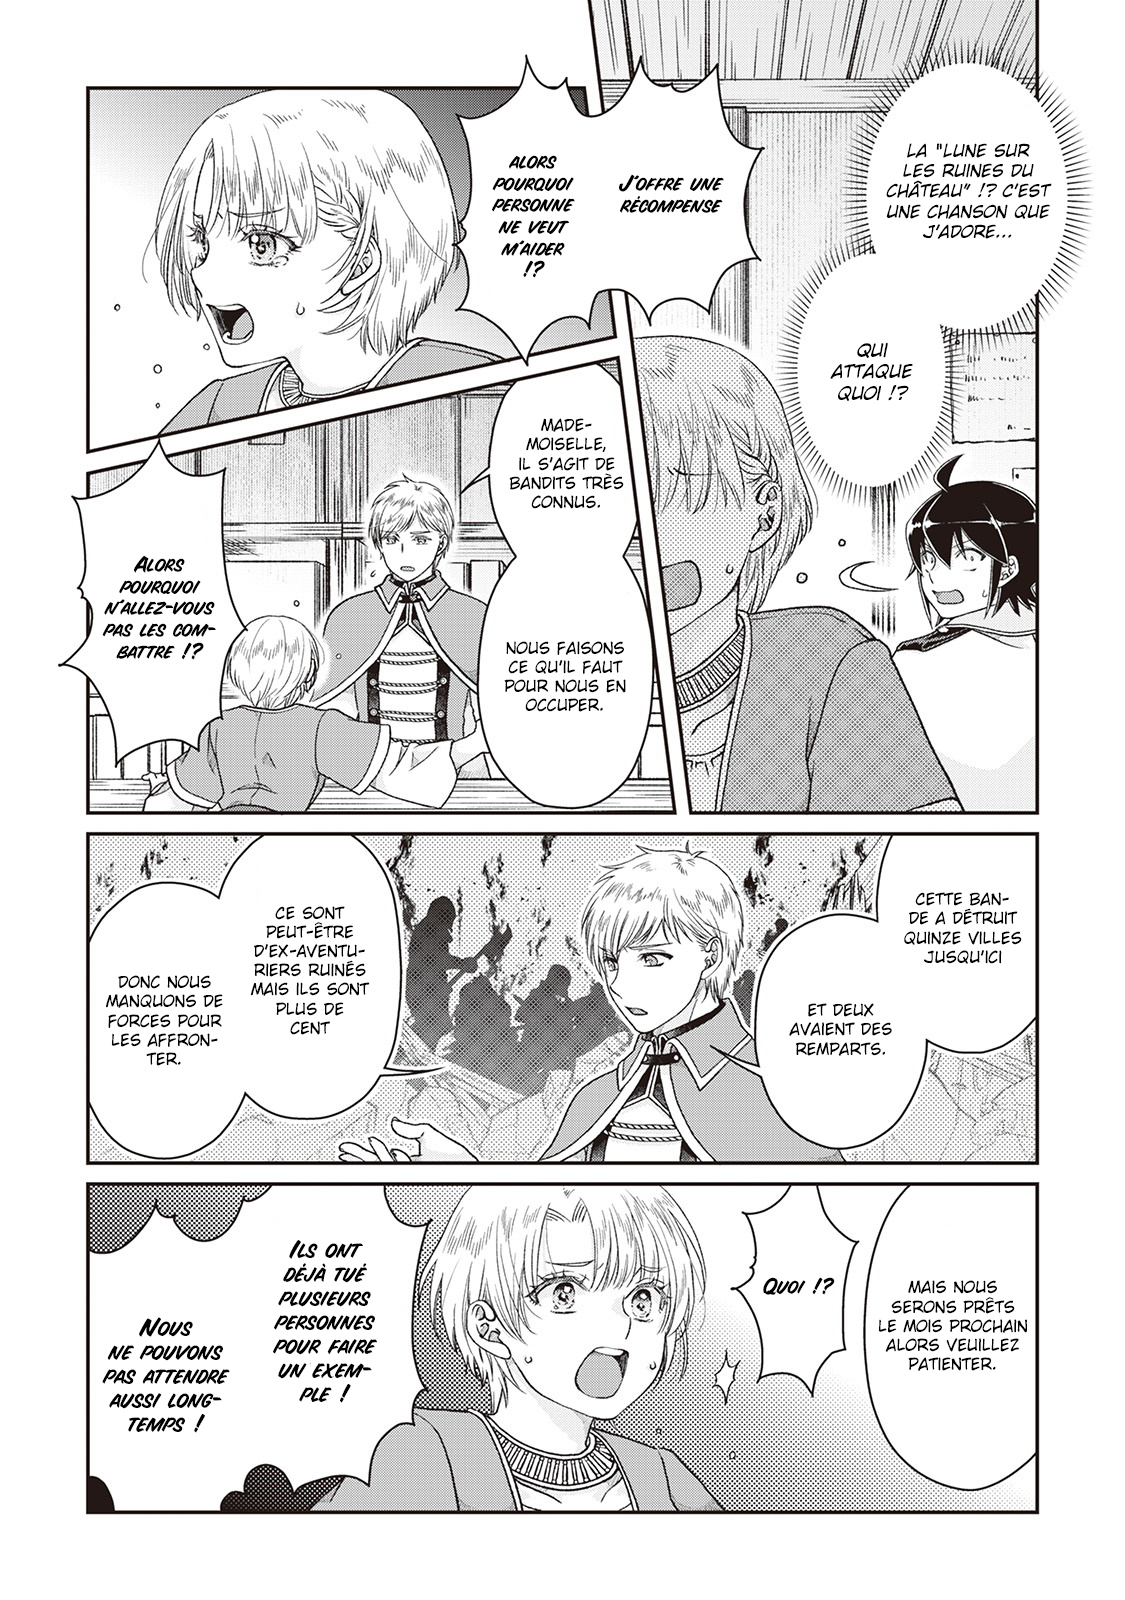 LA "LUNE SUR
LES RUINES DU
CHÂTEAU" !? C'EST
UNE CHANSON QUE
J'ADORE...
QUI
ATTAQUE
QUOI !?
J'OFFRE UNE
RÉCOMPENSE
ALORS
POURQUOI
PERSONNE
NE VEUT
M'AIDER
!?
MADE-
MOISELLE,
IL S'AGIT DE
BANDITS TRÈS
CONNUS.
NOUS FAISONS
CE QU'IL FAUT
POUR NOUS EN
OCCUPER.
ALORS
POURQUOI
N'ALLEZ-VOUS
PAS LES COM-
BATTRE !?
CETTE BAN-
DE A DÉTRUIT
QUINZE VILLES
JUSQU'ICI
ET DEUX
AVAIENT DES
REMPARTS.
CE SONT
PEUT-ÊTRE
D'EX-AVENTU-
RIERS RUINÉS
MAIS ILS SONT
PLUS DE
CENT
DONC NOUS
MANQUONS DE
FORCES POUR
LES AFFRON-
TER.
MAIS NOUS
SERONS PRÊTS
LE MOIS PROCHAIN
ALORS VEUILLEZ
PATIENTER.
QUOI !?
ILS ONT
DÉJÀ TUÉ
PLUSIEURS
PERSONNES
POUR FAIRE
UN EXEM-
PLE !
NOUS
NE POUVONS
PAS ATTENDRE
AUSSI LONG-
TEMPS !